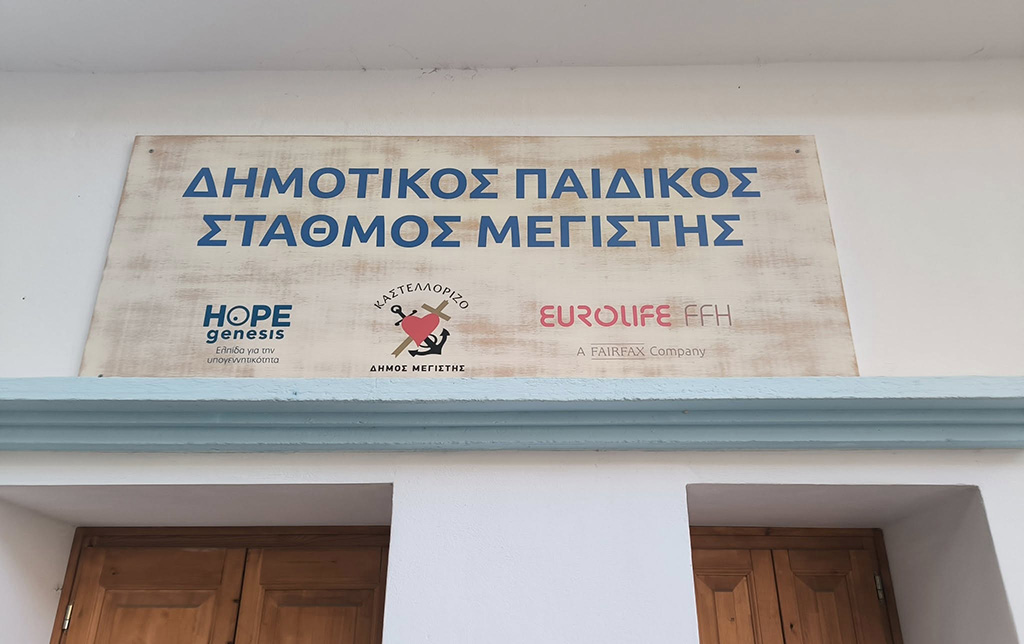 ΔΗΜΟΤΙΚΟΣ ΠΑΙΔΙΚΟΣ
ΣΤΑΘΜΟΣ ΜΕΓΙΣΤΗΣ
HOPE
genesis
Ελπίδα για την
υπογεννητικότητα
ΚΑΣΤΕΛΛΟΡΙΖΟ
ΔΗΜΟΣ ΜΕΓΙΣΤΗΣ
EUROLIFE FFH
A FAIRFAX Company